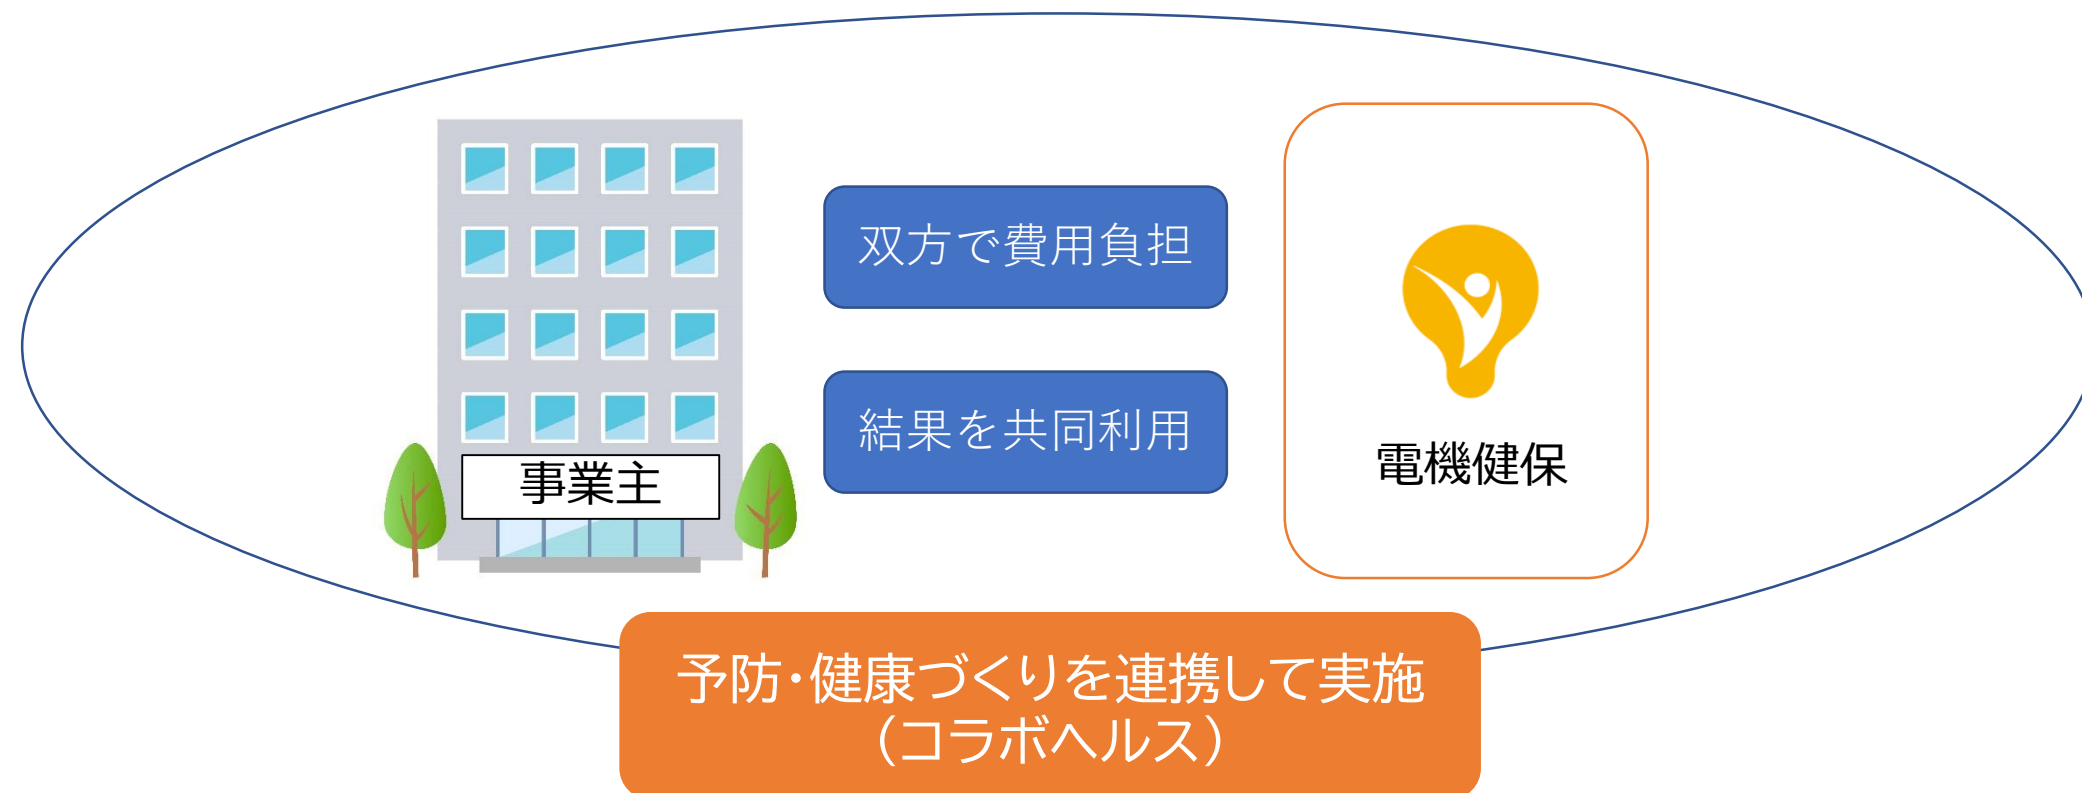 双方で費用負担
結果を共同利用
事業主
電機健保
予防・健康づくりを連携して実施
(コラボヘルス)